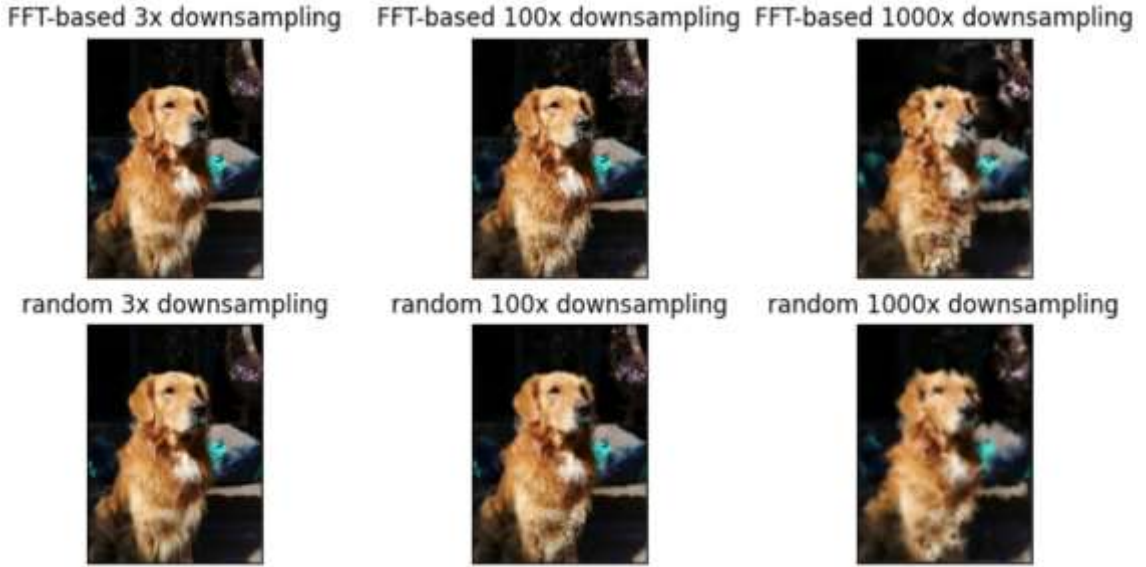 FFT-based 3x downsampling FFT-based 100x downsampling FFT-based 1000x downsampling
random 3x downsampling random 100x downsampling random 1000x downsampling